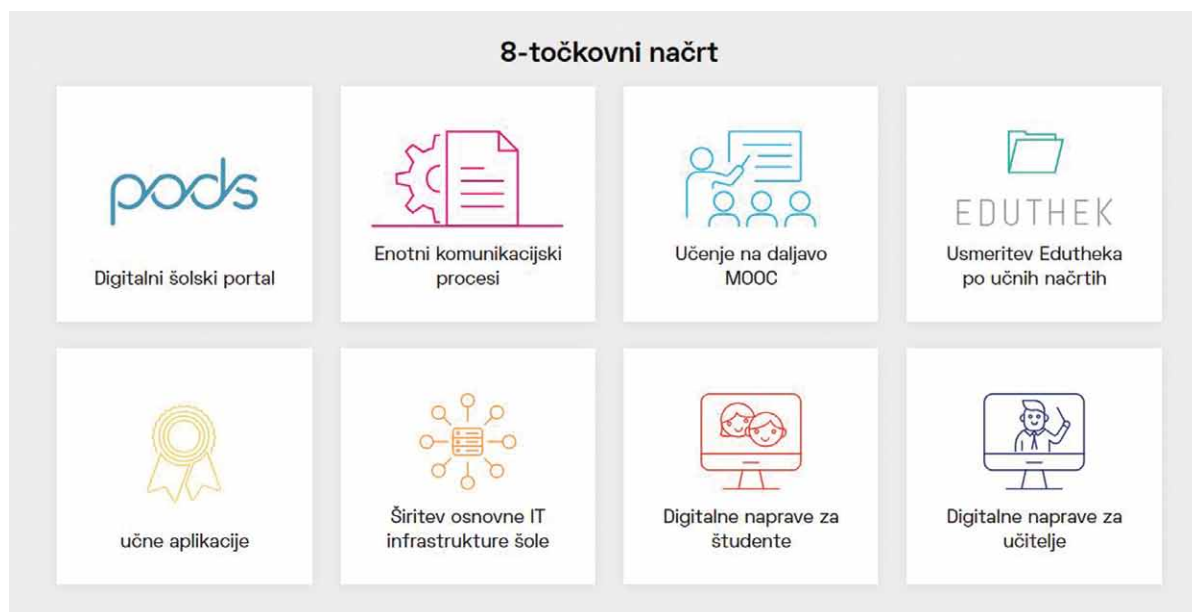 8-točkovni načrt
pods
Digitalni šolski portal
Enotni komunikacijski
procesi
Učenje na daljavo
MOOC
EDUTHEK
Usmeritev Edutheka
po učnih načrtih
učne aplikacije
Širitev osnovne IT
infrastrukture šole
Digitalne naprave za
študente
Digitalne naprave za
učitelje